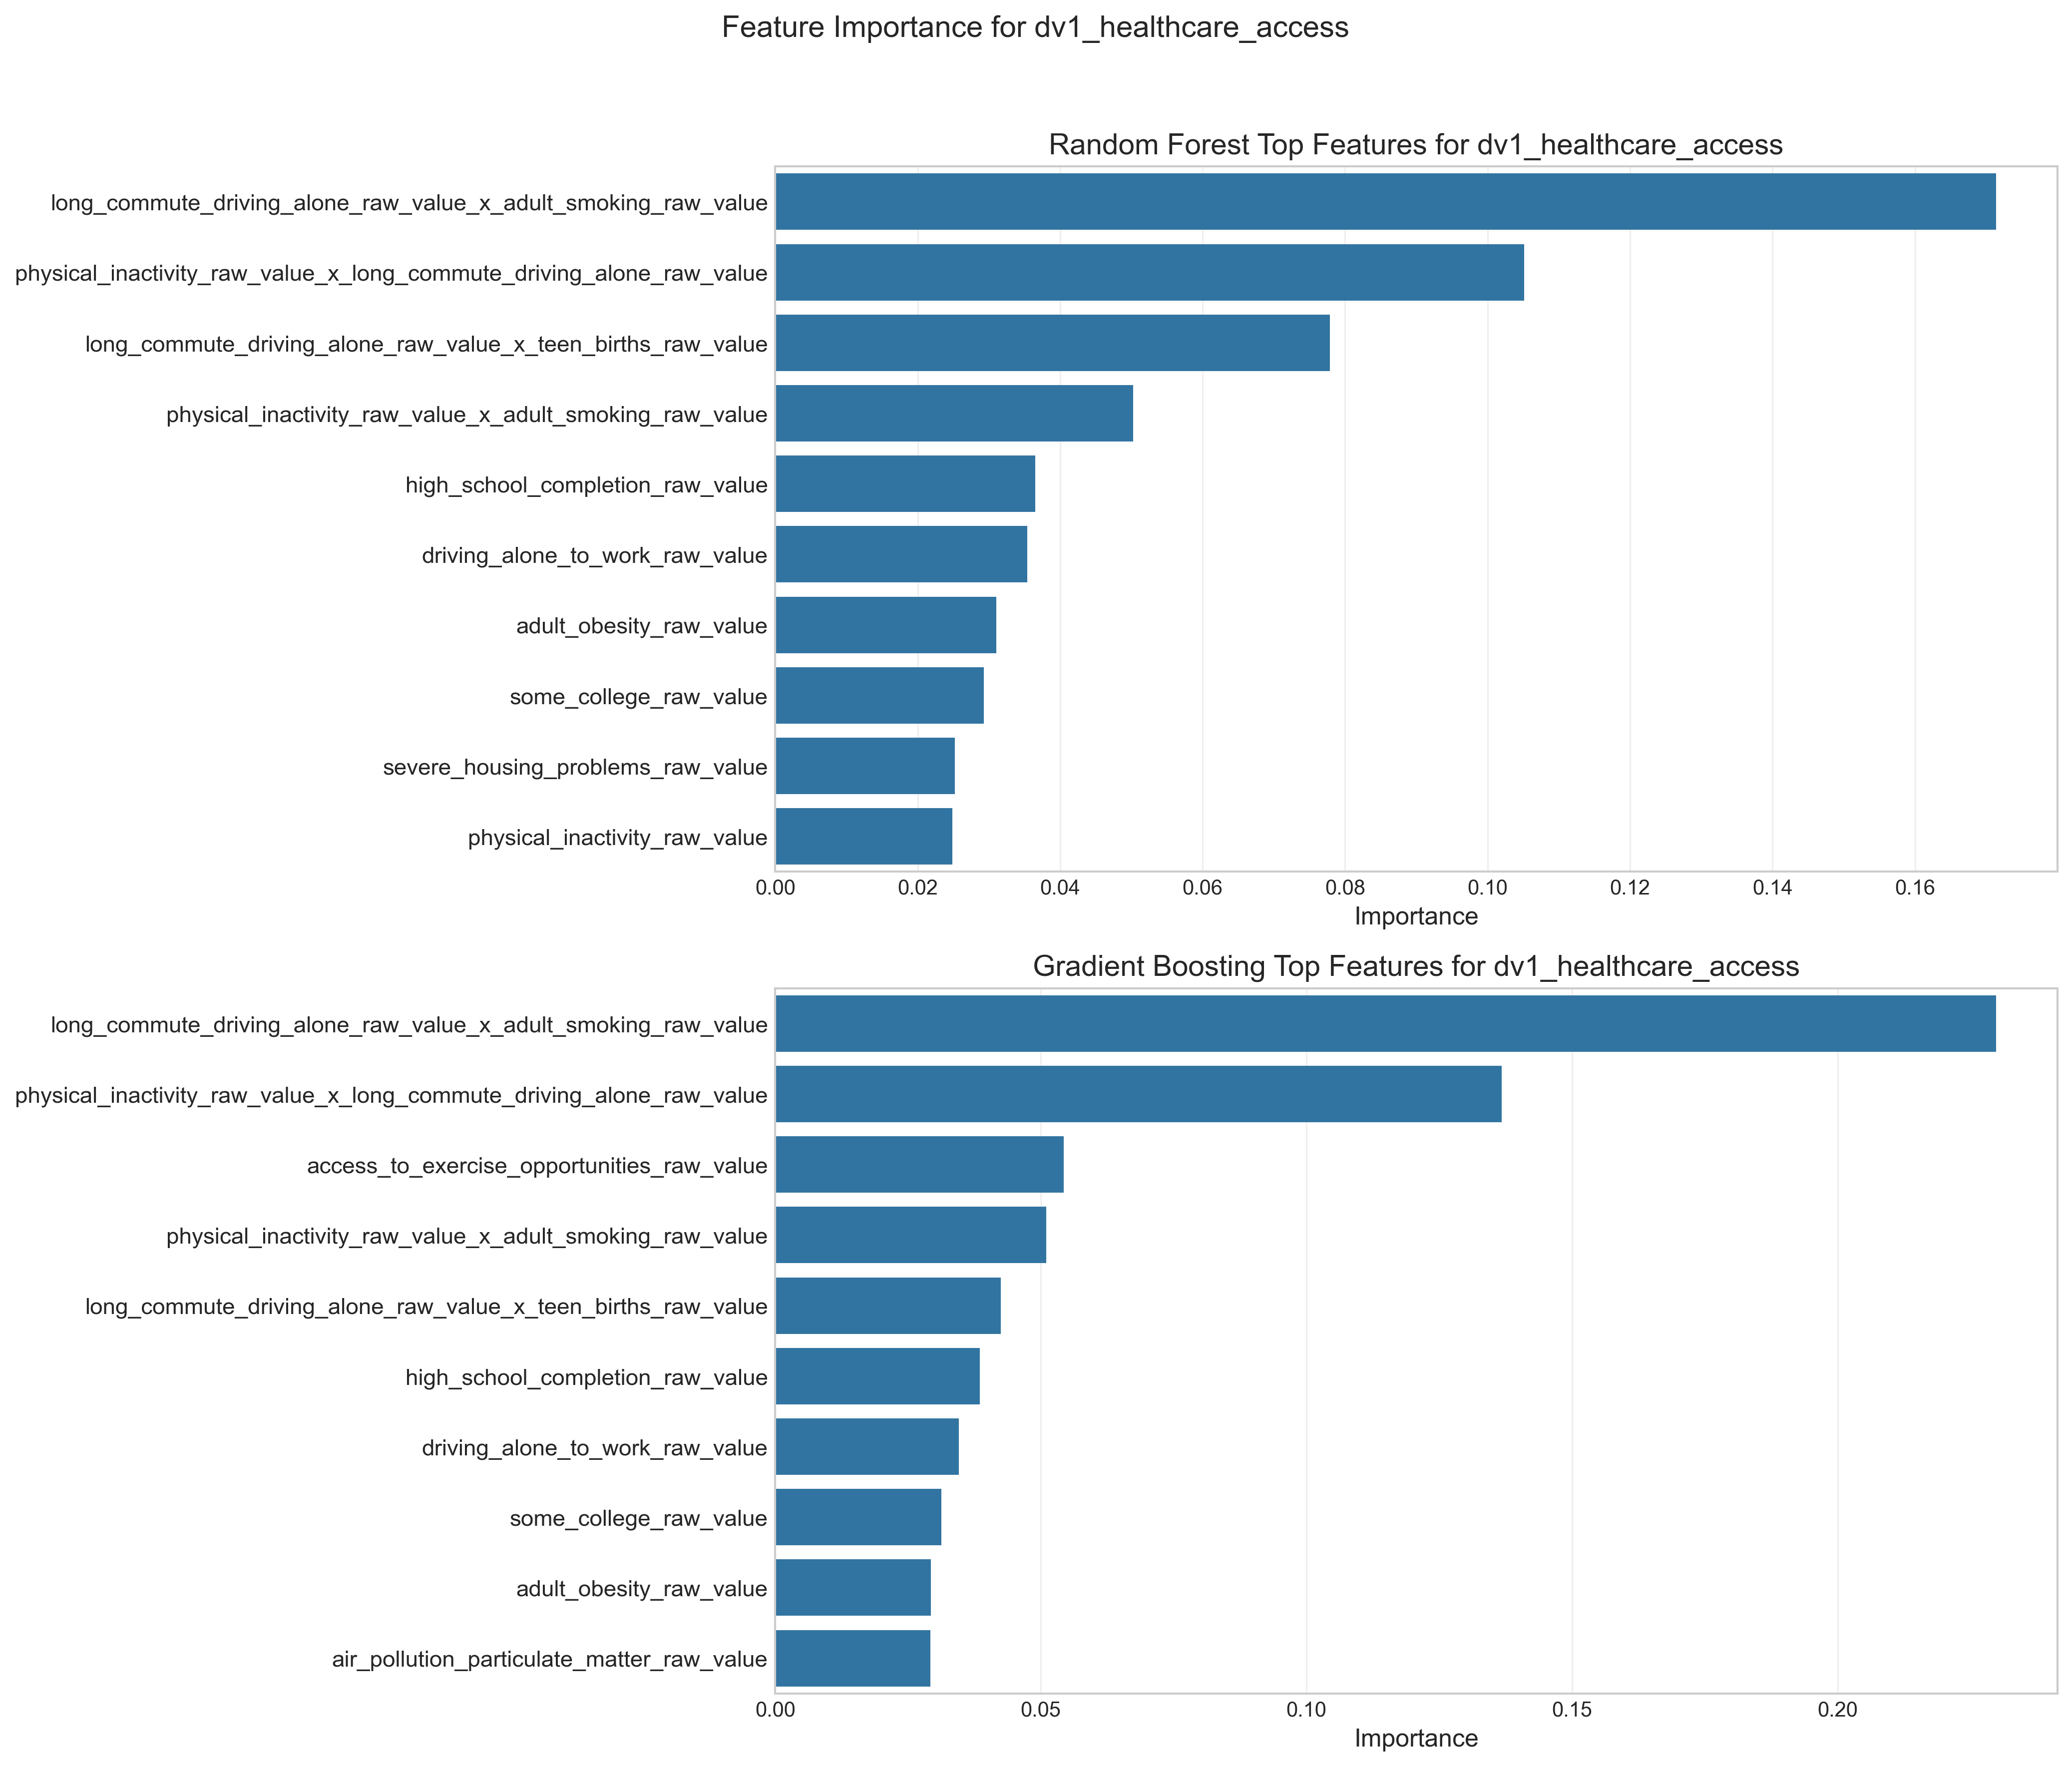 Feature Importance for dv1_healthcare_access
Random Forest Top Features for dv1_healthcare_access
long_commute_driving_alone_raw_value_x_adult_smoking_raw_value
physical_inactivity_raw_value_x_long_commute_driving_alone_raw_value
long_commute_driving_alone_raw_value_x_teen_births_raw_value
physical_inactivity_raw_value_x_adult_smoking_raw_value
high_school_completion_raw_value
driving_alone_to_work_raw_value
adult_obesity_raw_value
some_college_raw_value
severe_housing_problems_raw_value
physical_inactivity_raw_value
0.00 0.02 0.04 0.06 0.08 0.10 0.12 0.14 0.16
Importance
Gradient Boosting Top Features for dv1_healthcare_access
long_commute_driving_alone_raw_value_x_adult_smoking_raw_value
physical_inactivity_raw_value_x_long_commute_driving_alone_raw_value
access_to_exercise_opportunities_raw_value
physical_inactivity_raw_value_x_adult_smoking_raw_value
long_commute_driving_alone_raw_value_x_teen_births_raw_value
high_school_completion_raw_value
driving_alone_to_work_raw_value
some_college_raw_value
adult_obesity_raw_value
air_pollution_particulate_matter_raw_value
0.00 0.05 0.10 0.15 0.20
Importance